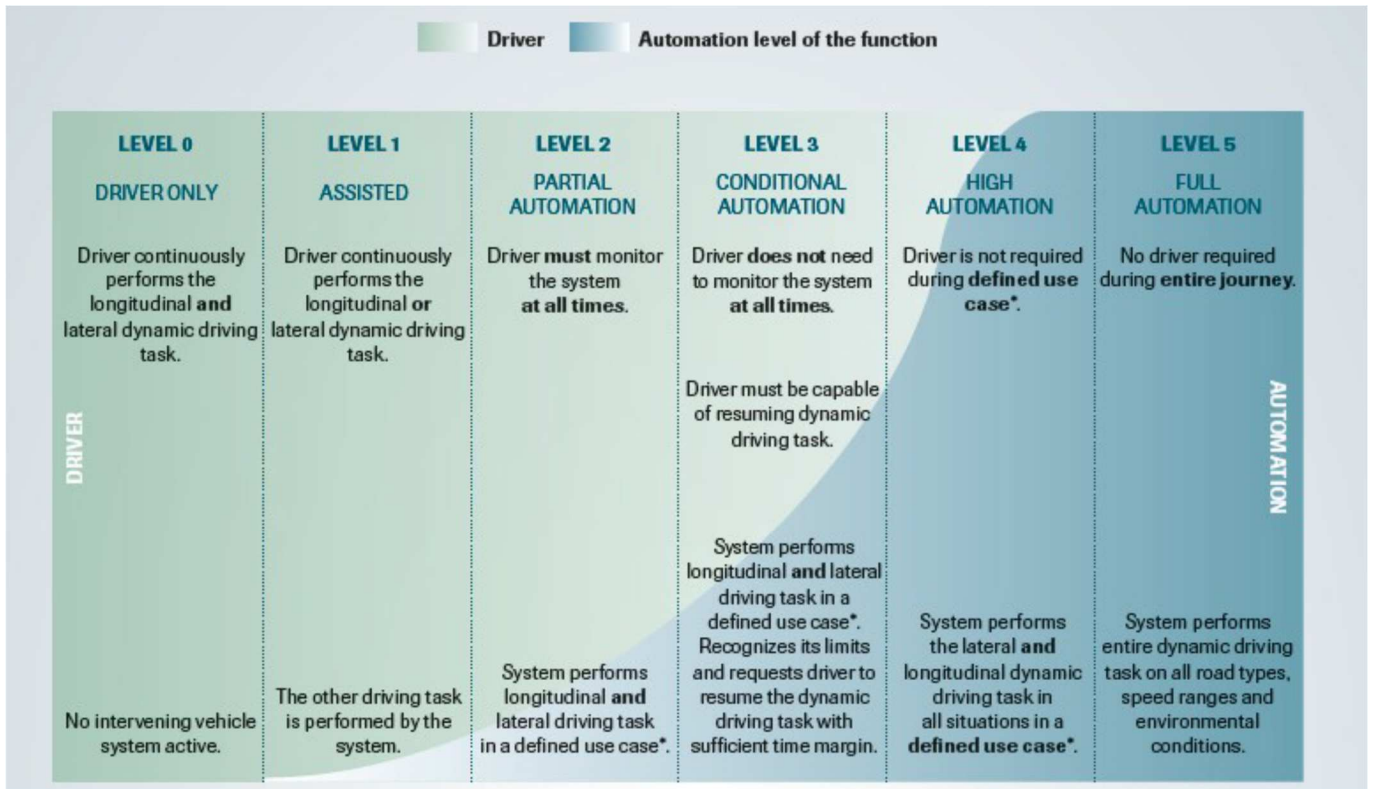 Driver
Automation level of the function
LEVEL 0
DRIVER ONLY
Driver continuously
performs the
longitudinal and
lateral dynamic driving
task.
No intervening vehicle
system active.
LEVEL 1
ASSISTED
Driver continuously
performs the
longitudinal or
lateral dynamic driving
task.
The other driving task
is performed by the
system.
LEVEL 2
PARTIAL
AUTOMATION
Driver must monitor
the system
at all times.
System performs
longitudinal and
lateral driving task
in a defined use case*.
LEVEL 3
CONDITIONAL
AUTOMATION
Driver does not need
to monitor the system
at all times.
Driver must be capable
of resuming dynamic
driving task.
System performs
longitudinal and lateral
driving task in a
defined use case*.
Recognizes its limits
and requests driver to
resume the dynamic
driving task with
sufficient time margin.
LEVEL 4
HIGH
AUTOMATION
Driver is not required
during defined use
case*.
System performs
the lateral and
longitudinal dynamic
driving task in
all situations in a
defined use case*.
LEVEL 5
FULL
AUTOMATION
No driver required
during entire journey.
System performs
entire dynamic driving
task on all road types,
speed ranges and
environmental
conditions.
DRIVER
AUTOMATION